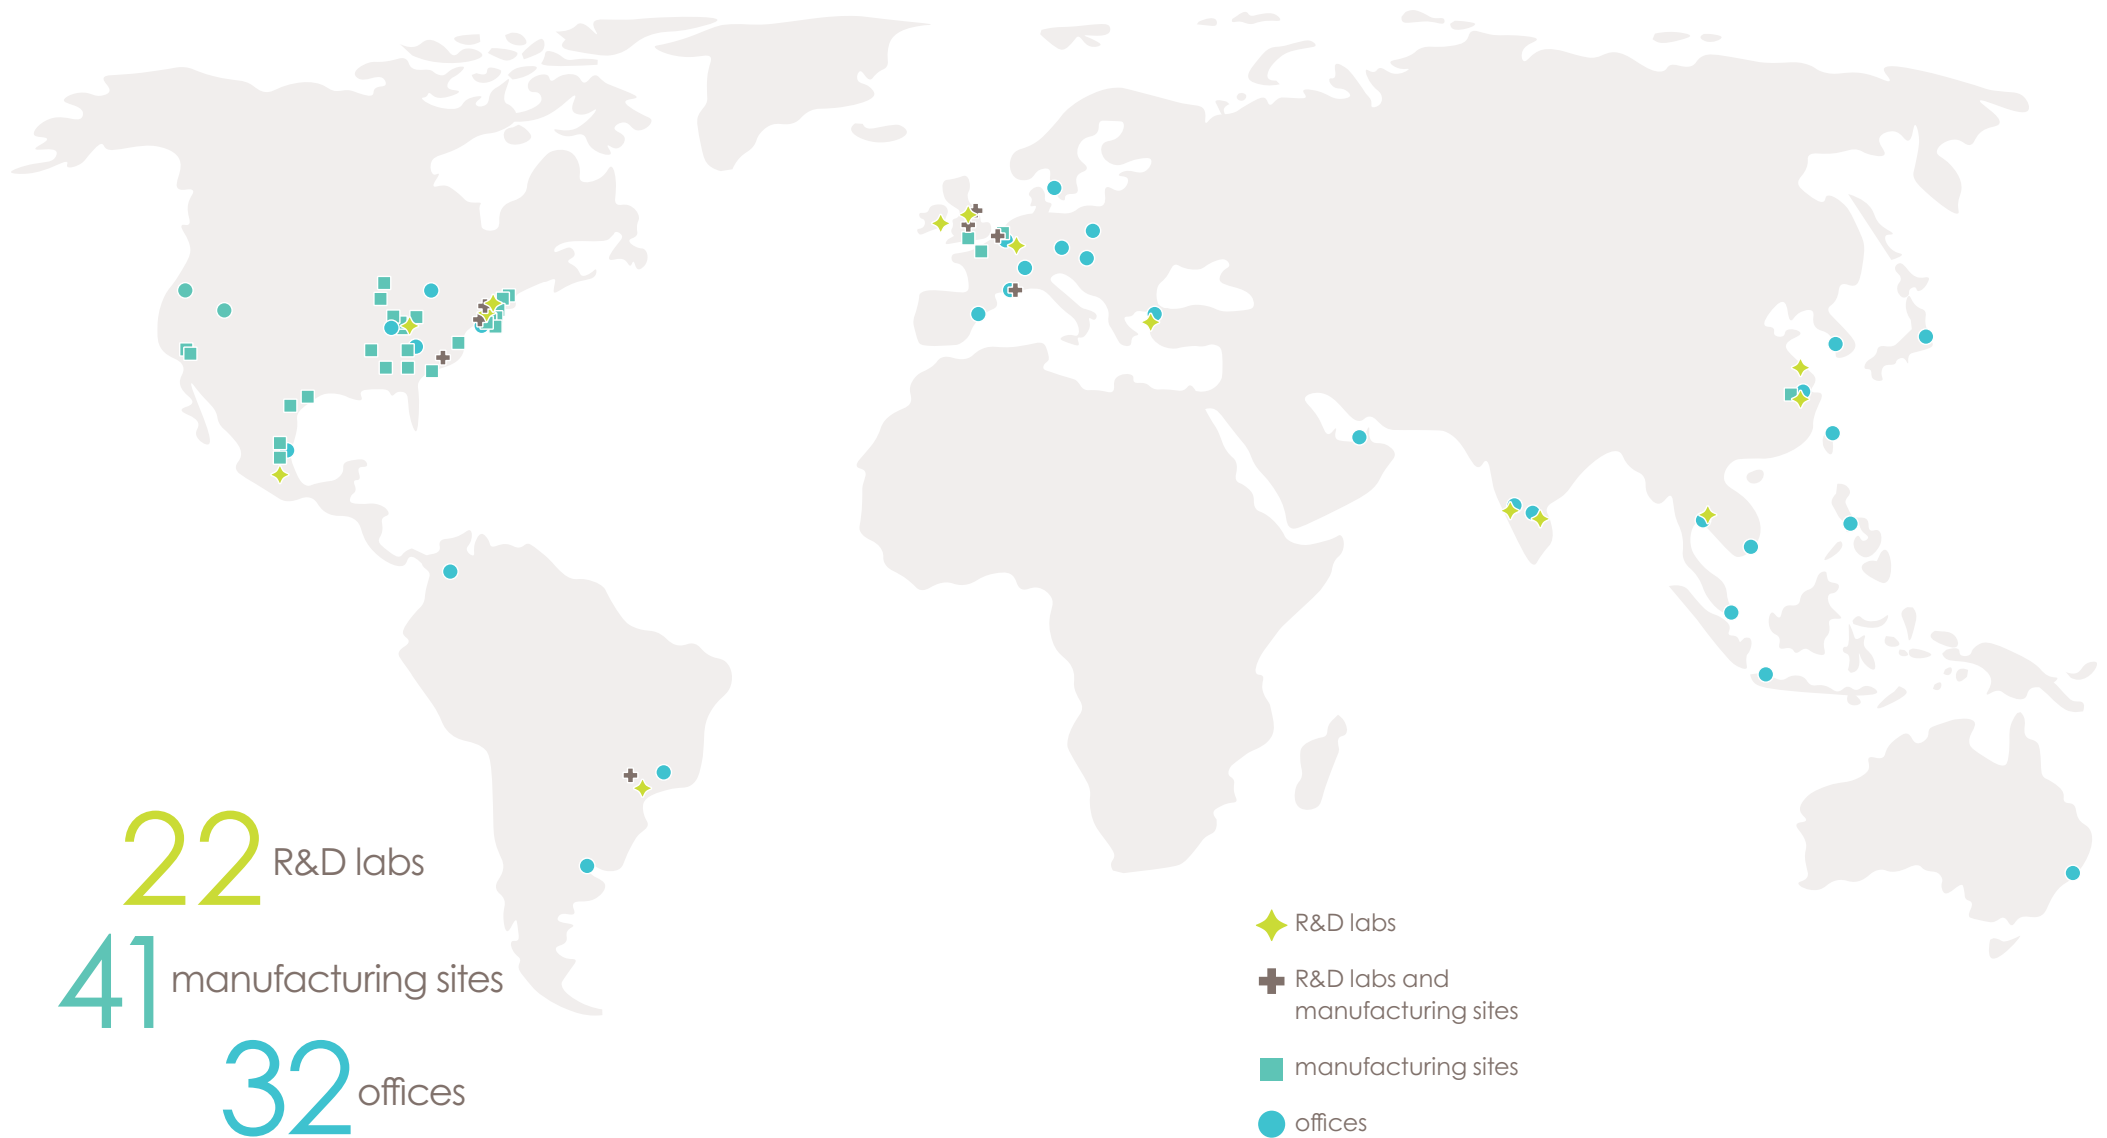 22 R&D labs
41 manufacturing sites
32 offices
R&D labs
R&D labs and
manufacturing sites
manufacturing sites
offices